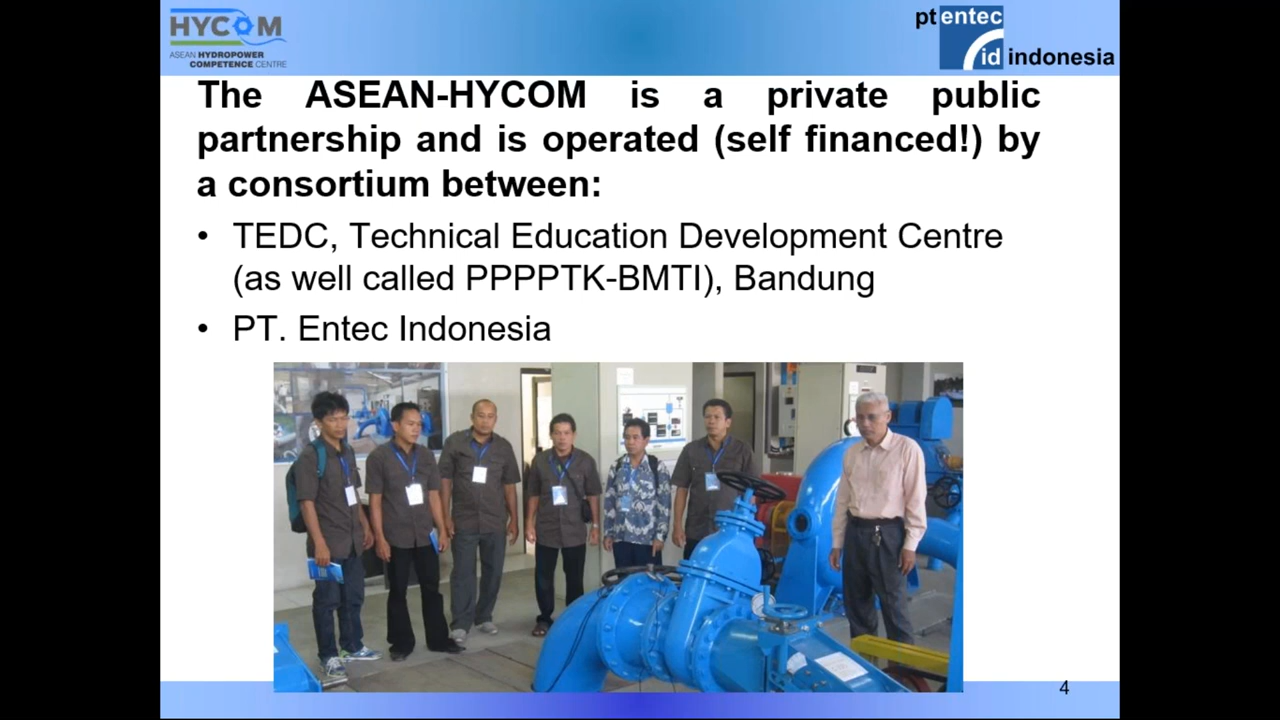 HYCOM
ASEAN HYDROPOWER
COMPETENCE CENTRE
pt entec
id indonesia
The ASEAN-HYCOM is a private public
partnership and is operated (self financed!) by
a consortium between:
• TEDC, Technical Education Development Centre
(as well called PPPPTK-BMTI), Bandung
• PT. Entec Indonesia
4